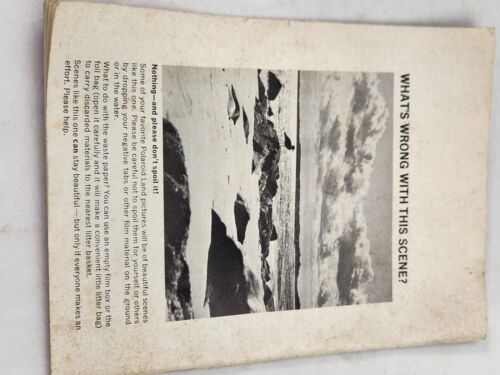 WHAT'S WRONG WITH THIS SCENE?
Nothing—and please don't spoil it!
Some of your favorite Polaroid Land pictures will be of beautiful scenes
like this one. Please be careful not to spoil them for yourself or others
by dropping your negative tabs or other film material on the ground
or in the water.
What to do with the waste paper? You can use an empty film box or the
foil bag (open it carefully and it will make a convenient little litter bag)
to carry discarded materials to the nearest litter basket.
Scenes like this one can stay beautiful — but only if everyone makes an
effort. Please help.